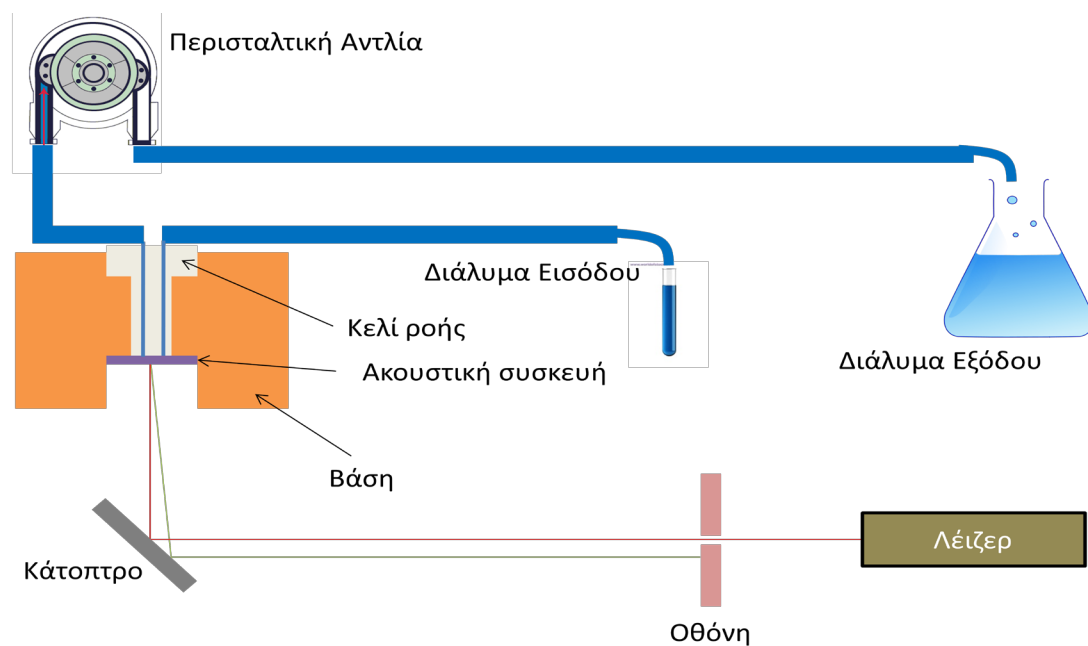 Περισταλτική Αντλία
Διάλυμα Εισόδου
Κελί ροής
Διάλυμα Εξόδου
Ακουστική συσκευή
Βάση
Λέιζερ
Κάτοπτρο
Οθόνη